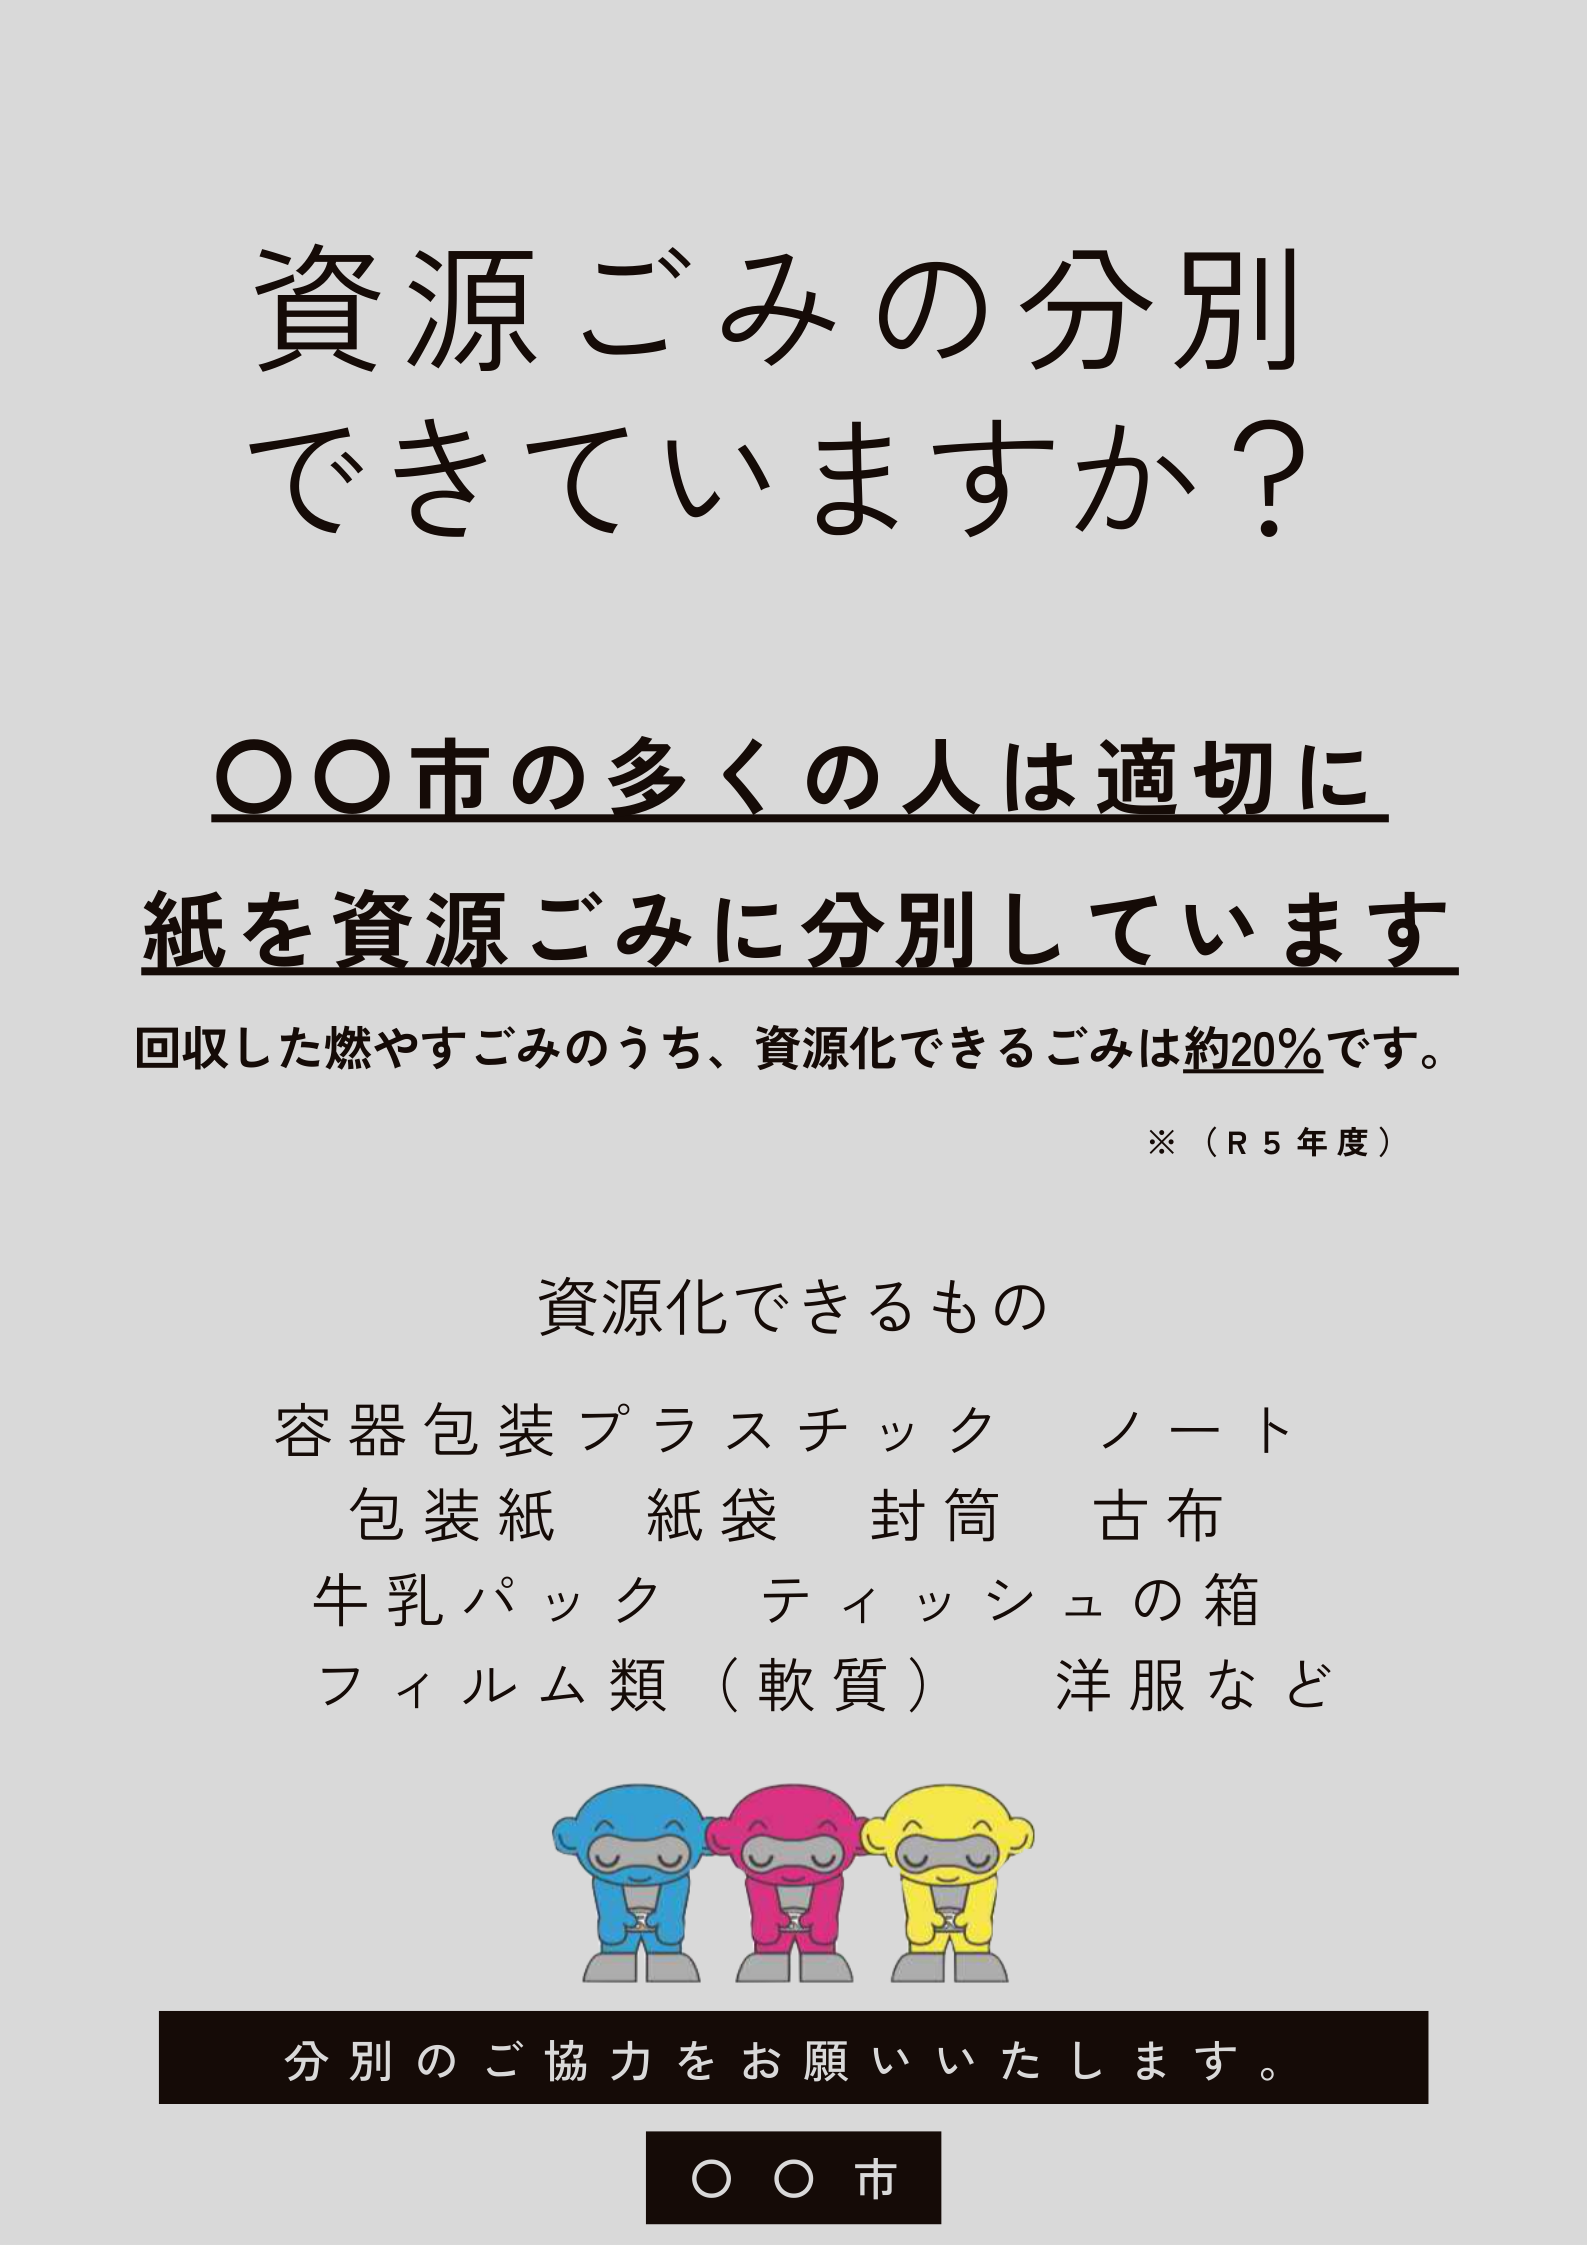 資源ごみの分別
できていますか？
〇〇市の多くの人は適切に
紙を資源ごみに分別しています
回収した燃やすごみのうち、資源化できるごみは約20%です。
※（R5年度）
資源化できるもの
容器包装プラスチック　ノート
包装紙　紙袋　封筒　古布
牛乳パック　ティッシュの箱
フィルム類（軟質）　洋服など
分別のご協力をお願いいたします。
〇〇市